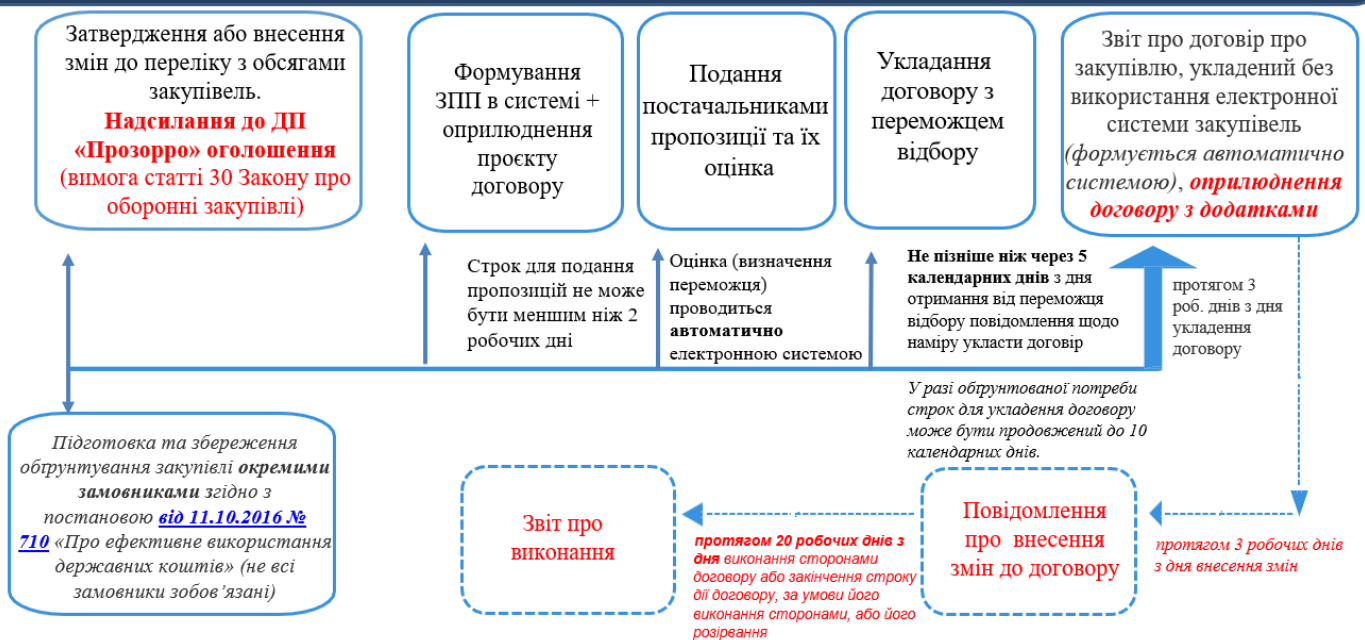 Затвердження або внесення
змін до переліку з обсягами
закупівель.
Надсилання до ДП
«Прозорро» оголошення
(вимога статті 30 Закону про
оборонні закупівлі)
Формування
ЗПП в системі +
оприлюднення
проєкту
договору
Подання
постачальниками
пропозиції та їх
оцінка
Укладання
договору з
переможцем
відбору
Звіт про договір про
закупівлю, укладений без
використання електронної
системи закупівель
(формується автоматично
системою), оприлюднення
договору з додатками
Строк для подання
пропозицій не може
бути меншим ніж 2
робочих дні
Оцінка (визначення
переможця)
проводиться
автоматично
електронною системою
Не пізніше ніж через 5
календарних днів з дня
отримання від переможця
відбору повідомлення щодо
наміру укласти договір
протягом 3
роб. днів з дня
укладення
договору
У разі обґрунтованої потреби
строк для укладення договору
може бути продовжений до 10
календарних днів.
Підготовка та збереження
обґрунтування закупівлі окремими
замовниками згідно з
постановою від 11.10.2016 №
710 «Про ефективне використання
державних коштів» (не всі
замовники зобов’язані)
Звіт про
виконання
протягом 20 робочих днів з
дня виконання сторонами
договору або закінчення строку
дії договору, за умови його
виконання сторонами, або його
розірвання
Повідомлення
про внесення
змін до договору
протягом 3 робочих днів
з дня внесення змін